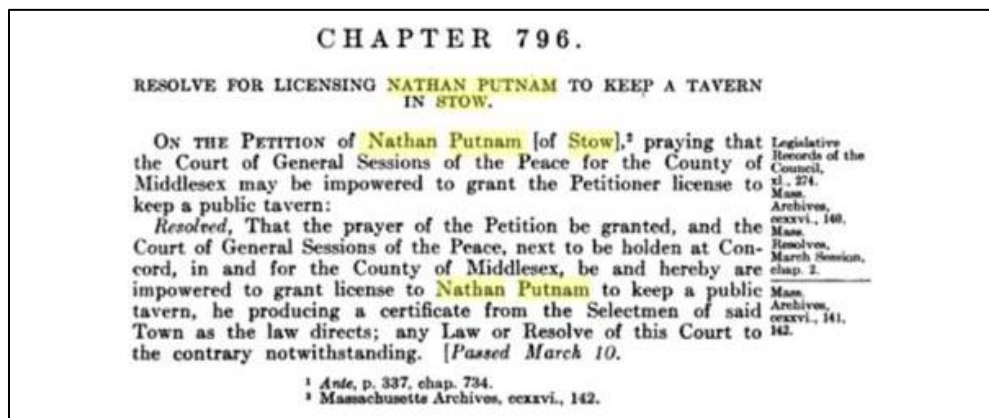 CHAPTER 796.
RESOLVE FOR LICENSING NATHAN PUTNAM TO KEEP A TAVERN
IN STOW.
ON THE PETITION of Nathan Putnam [of Stow],² praying that
the Court of General Sessions of the Peace for the County of
Middlesex may be impowered to grant the Petitioner license to
keep a public tavern:
Resolved, That the prayer of the Petition be granted, and the
Court of General Sessions of the Peace, next to be holden at Con-
cord, in and for the County of Middlesex, be and hereby are
impowered to grant license to Nathan Putnam to keep a public
tavern, he producing a certificate from the Selectmen of said
Town as the law directs; any Law or Resolve of this Court to
the contrary notwithstanding. [Passed March 10.
Legislative
Records of the
Council,
xl., 274.
Mass.
Archives,
ccxxvi., 140.
Mass.
Resolves,
March Session,
chap. 2.
Mass.
Archives,
ccxxvi., 141,
142.
¹ Ante, p. 337, chap. 734.
² Massachusetts Archives, ccxxvi., 142.